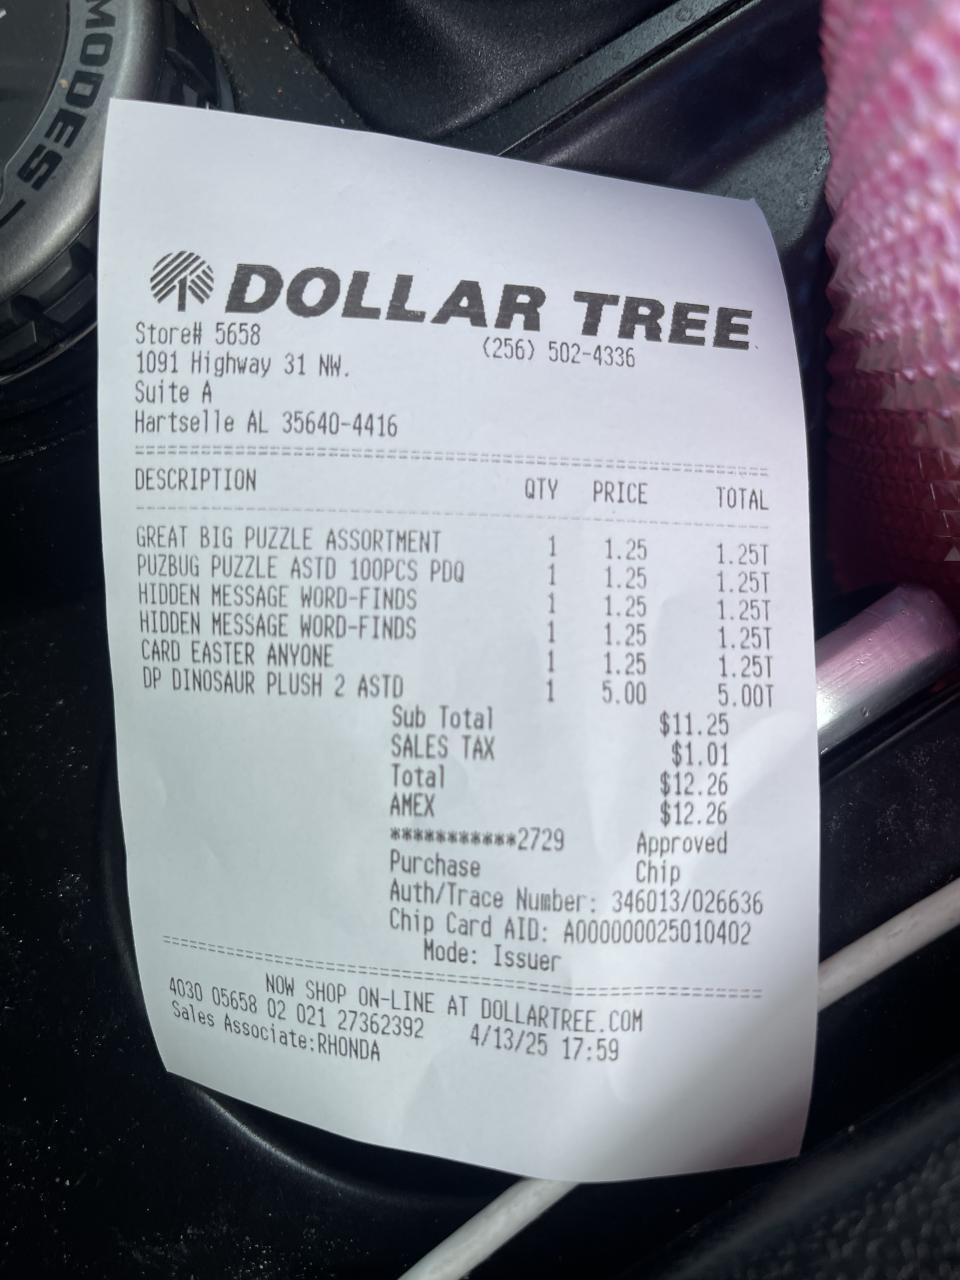 MODES
DOLLAR TREE
Store# 5658 (256) 502-4336
1091 Highway 31 NW.
Suite A
Hartselle AL 35640-4416
DESCRIPTION QTY PRICE TOTAL
GREAT BIG PUZZLE ASSORTMENT 1 1.25 1.25T
PUZBUG PUZZLE ASTD 100PCS PDQ 1 1.25 1.25T
HIDDEN MESSAGE WORD-FINDS 1 1.25 1.25T
HIDDEN MESSAGE WORD-FINDS 1 1.25 1.25T
CARD EASTER ANYONE 1 1.25 1.25T
DP DINOSAUR PLUSH 2 ASTD 1 5.00 5.00T
Sub Total $11.25
SALES TAX $1.01
Total $12.26
AMEX $12.26
***********2729 Approved
Purchase Chip
Auth/Trace Number: 346013/026636
Chip Card AID: A000000025010402
Mode: Issuer
NOW SHOP ON-LINE AT DOLLARTREE.COM
4030 05658 02 021 27362392 4/13/25 17:59
Sales Associate:RHONDA